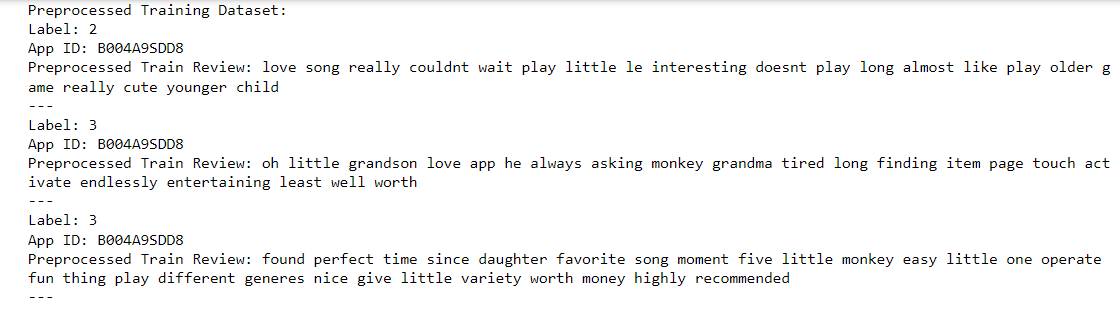 Preprocessed Training Dataset:
Label: 2
App ID: B004A9SDD8
Preprocessed Train Review: love song really couldnt wait play little le interesting doesnt play long almost like play older g
ame really cute younger child
---
Label: 3
App ID: B004A9SDD8
Preprocessed Train Review: oh little grandson love app he always asking monkey grandma tired long finding item page touch act
ivate endlessly entertaining least well worth
---
Label: 3
App ID: B004A9SDD8
Preprocessed Train Review: found perfect time since daughter favorite song moment five little monkey easy little one operate
fun thing play different generes nice give little variety worth money highly recommended
---